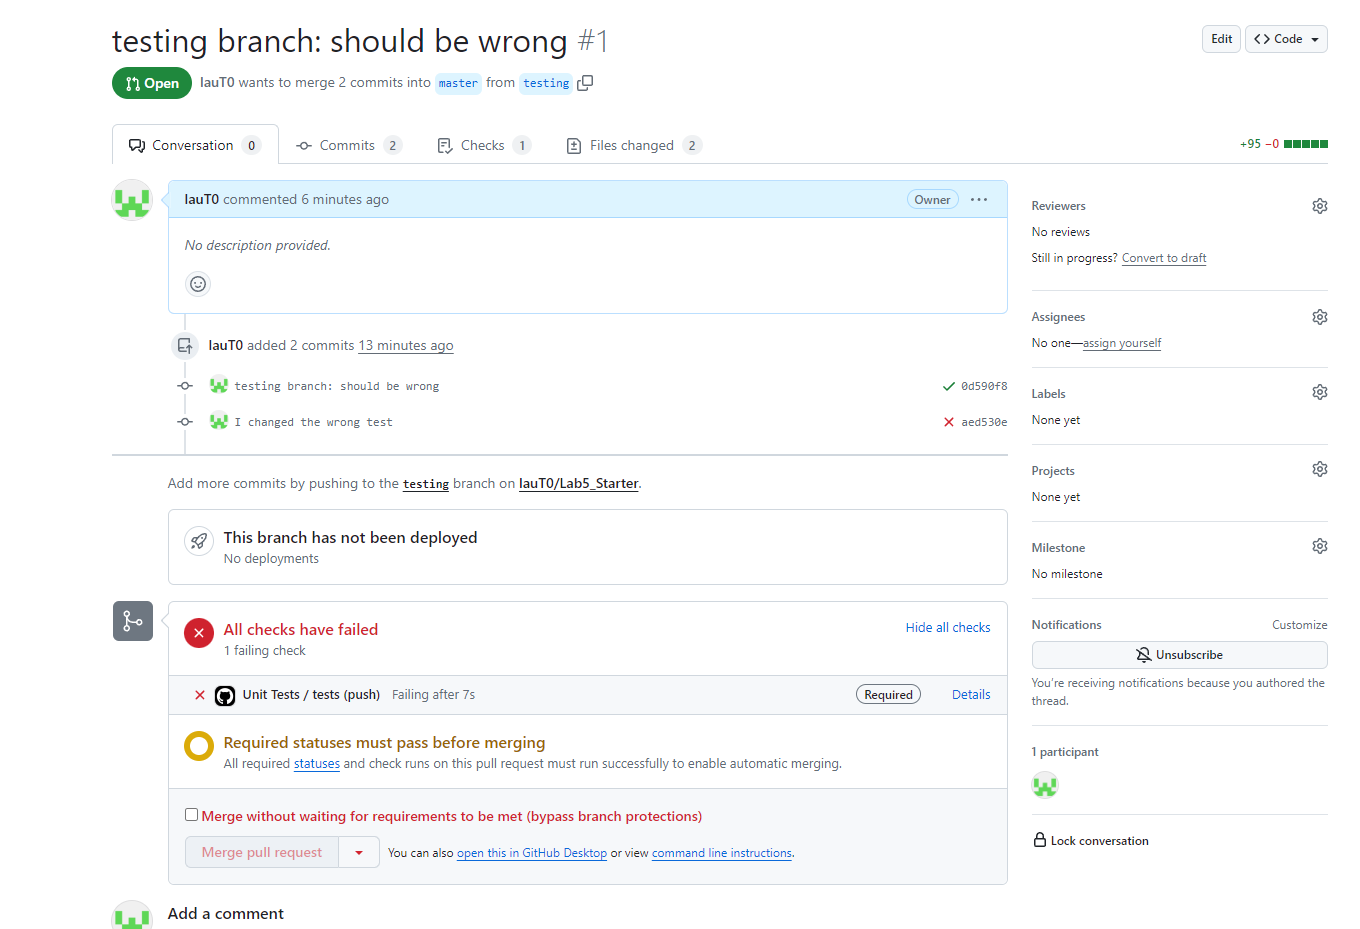 testing branch: should be wrong #1
Edit
Code
Open
lauT0 wants to merge 2 commits into master from testing
Conversation 0
Commits 2
Checks 1
Files changed 2
+95 −0
lauT0 commented 6 minutes ago
Owner
No description provided.
lauT0 added 2 commits 13 minutes ago
testing branch: should be wrong
0d590f8
I changed the wrong test
aed530e
Add more commits by pushing to the testing branch on lauT0/Lab5_Starter.
This branch has not been deployed
No deployments
All checks have failed
Hide all checks
1 failing check
Unit Tests / tests (push) Failing after 7s
Required
Details
Required statuses must pass before merging
All required statuses and check runs on this pull request must run successfully to enable automatic merging.
Merge without waiting for requirements to be met (bypass branch protections)
Merge pull request
You can also open this in GitHub Desktop or view command line instructions.
Add a comment
Reviewers
No reviews
Still in progress? Convert to draft
Assignees
No one—assign yourself
Labels
None yet
Projects
None yet
Milestone
No milestone
Notifications
Customize
Unsubscribe
You're receiving notifications because you authored the
thread.
1 participant
Lock conversation